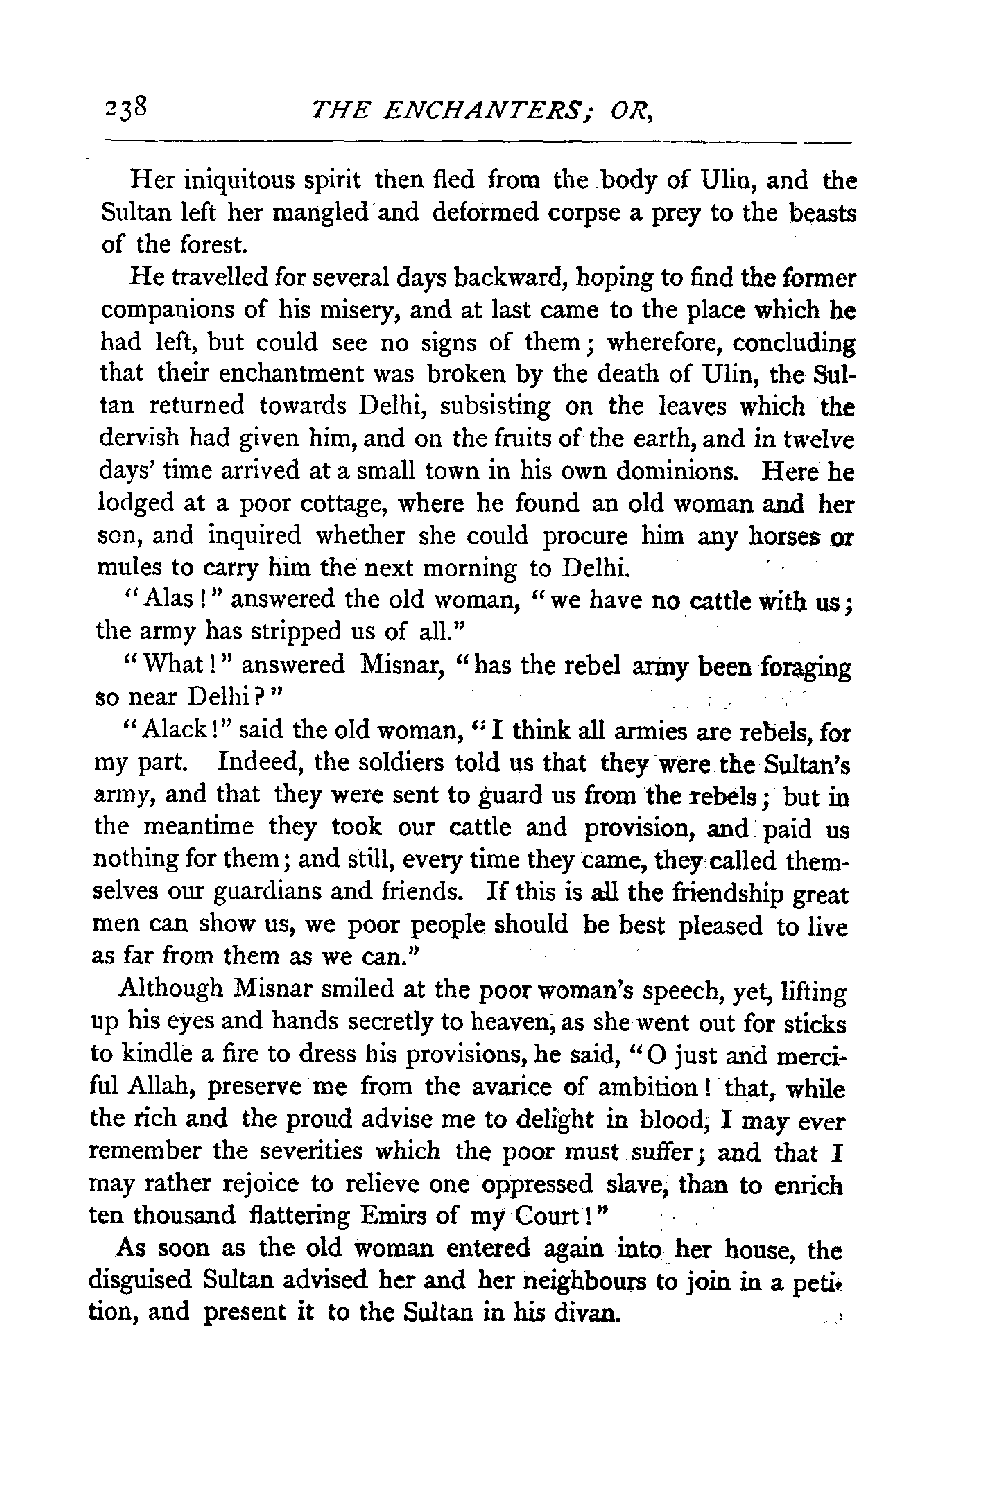 238 THE ENCHANTERS; OR,
Her iniquitous spirit then fled from the body of Ulin, and the
Sultan left her mangled and deformed corpse a prey to the beasts
of the forest.
He travelled for several days backward, hoping to find the former
companions of his misery, and at last came to the place which he
had left, but could see no signs of them; wherefore, concluding
that their enchantment was broken by the death of Ulin, the Sul-
tan returned towards Delhi, subsisting on the leaves which the
dervish had given him, and on the fruits of the earth, and in twelve
days' time arrived at a small town in his own dominions. Here he
lodged at a poor cottage, where he found an old woman and her
son, and inquired whether she could procure him any horses or
mules to carry him the next morning to Delhi.
"Alas!" answered the old woman, "we have no cattle with us;
the army has stripped us of all."
"What!" answered Misnar, "has the rebel army been foraging
so near Delhi?"
"Alack!" said the old woman, "I think all armies are rebels, for
my part. Indeed, the soldiers told us that they were the Sultan's
army, and that they were sent to guard us from the rebels; but in
the meantime they took our cattle and provision, and paid us
nothing for them; and still, every time they came, they called them-
selves our guardians and friends. If this is all the friendship great
men can show us, we poor people should be best pleased to live
as far from them as we can."
Although Misnar smiled at the poor woman's speech, yet, lifting
up his eyes and hands secretly to heaven, as she went out for sticks
to kindle a fire to dress his provisions, he said, "O just and merci-
ful Allah, preserve me from the avarice of ambition! that, while
the rich and the proud advise me to delight in blood, I may ever
remember the severities which the poor must suffer; and that I
may rather rejoice to relieve one oppressed slave, than to enrich
ten thousand flattering Emirs of my Court!"
As soon as the old woman entered again into her house, the
disguised Sultan advised her and her neighbours to join in a peti-
tion, and present it to the Sultan in his divan.